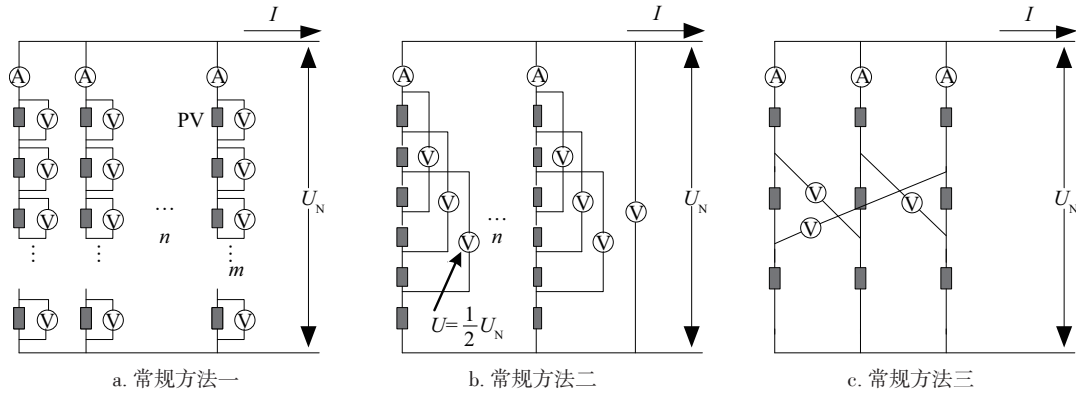 I
I
I
A A A
A A
A A A
V V V
PV
V V V
V V V
V V
V V
V V
V
V V
V
V
V
U_N
U_N
U_N
… n
… n
⋮ ⋮ ⋮ m
V V V
U=1/2 U_N
a. 常规方法一
b. 常规方法二
c. 常规方法三